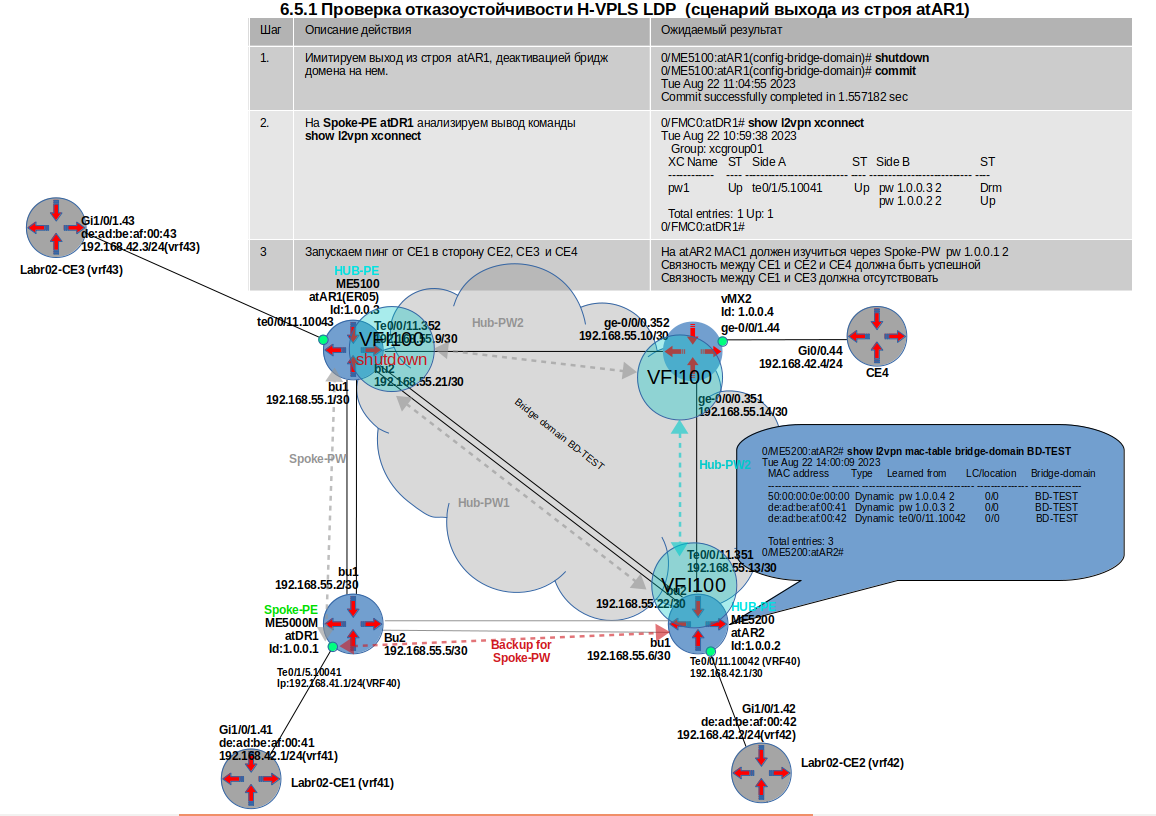 6.5.1 Проверка отказоустойчивости H-VPLS LDP (сценарий выхода из строя atAR1)
Шаг Описание действия Ожидаемый результат
1. Имитируем выход из строя atAR1, деактивацией бридж
домена на нем.
0/ME5100:atAR1(config-bridge-domain)# shutdown
0/ME5100:atAR1(config-bridge-domain)# commit
Tue Aug 22 11:04:55 2023
Commit successfully completed in 1.557182 sec
2. На Spoke-PE atDR1 анализируем вывод команды
show l2vpn xconnect
0/FMC0:atDR1# show l2vpn xconnect
Tue Aug 22 10:59:38 2023
Group: xcgroup01
XC Name ST Side A ST Side B ST
pw1 Up te0/1/5.10041 Up pw 1.0.0.3 2 Drm
pw 1.0.0.2 2 Up
Total entries: 1 Up: 1
0/FMC0:atDR1#
3 Запускаем пинг от CE1 в сторону CE2, CE3 и CE4
На atAR2 MAC1 должен изучиться через Spoke-PW pw 1.0.0.1 2
Связность между CE1 и CE2 и CE4 должна быть успешной
Связность между CE1 и CE3 должна отсутствовать
Gi1/0/1.43
de:ad:be:af:00:43
192.168.42.3/24(vrf43)
Labr02-CE3 (vrf43)
HUB-PE
ME5100
atAR1(ER05)
Id:1.0.0.3
te0/0/11.10043
Te0/0/11.352
192.168.55.9/30
VFI100
shutdown
bu2
192.168.55.21/30
bu1
192.168.55.1/30
Hub-PW2
ge-0/0/0.352
192.168.55.10/30
vMX2
Id: 1.0.0.4
ge-0/0/1.44
Gi0/0.44
192.168.42.4/24
CE4
VFI100
ge-0/0/0.351
192.168.55.14/30
Bridge domain BD-TEST
Spoke-PW
Hub-PW1
Hub-PW2
0/ME5200:atAR2# show l2vpn mac-table bridge-domain BD-TEST
Tue Aug 22 14:00:09 2023
MAC address Type Learned from LC/location Bridge-domain
50:00:00:0e:00:00 Dynamic pw 1.0.0.4 2 0/0 BD-TEST
de:ad:be:af:00:41 Dynamic pw 1.0.0.3 2 0/0 BD-TEST
de:ad:be:af:00:42 Dynamic te0/0/11.10042 0/0 BD-TEST
Total entries: 3
0/ME5200:atAR2#
Te0/0/11.351
192.168.55.13/30
VFI100
bu2
192.168.55.22/30
bu1
192.168.55.2/30
Spoke-PE
ME5000M
atDR1
Id:1.0.0.1
Bu2
192.168.55.5/30
Backup for
Spoke-PW
HUB-PE
ME5200
atAR2
Id:1.0.0.2
bu1
192.168.55.6/30
Te0/0/11.10042 (VRF40)
192.168.42.1/30
Te0/1/5.10041
Ip:192.168.41.1/24(VRF40)
Gi1/0/1.41
de:ad:be:af:00:41
192.168.42.1/24(vrf41)
Labr02-CE1 (vrf41)
Gi1/0/1.42
de:ad:be:af:00:42
192.168.42.2/24(vrf42)
Labr02-CE2 (vrf42)